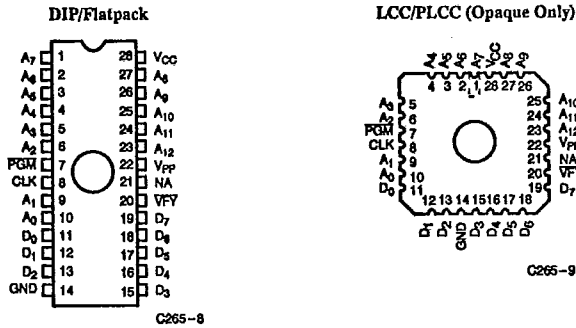 DIP/Flatpack
A7 1 28 VCC
A6 2 27 A8
A5 3 26 A9
A4 4 25 A10
A3 5 24 A11
A2 6 23 A12
PGM 7 22 VPP
CLK 8 21 NA
A1 9 20 VFY
A0 10 19 D7
D0 11 18 D6
D1 12 17 D5
D2 13 16 D4
GND 14 15 D3
C265-8
LCC/PLCC (Opaque Only)
A4 A5 A6 A7 VCC A8 A9
4 3 2 1 28 27 26
A3 5 25 A10
A2 6 24 A11
PGM 7 23 A12
CLK 8 22 VPP
A1 9 21 NA
A0 10 20 VFY
D0 11 19 D7
12 13 14 15 16 17 18
D1 D2 GND D3 D4 D5 D6
C265-9